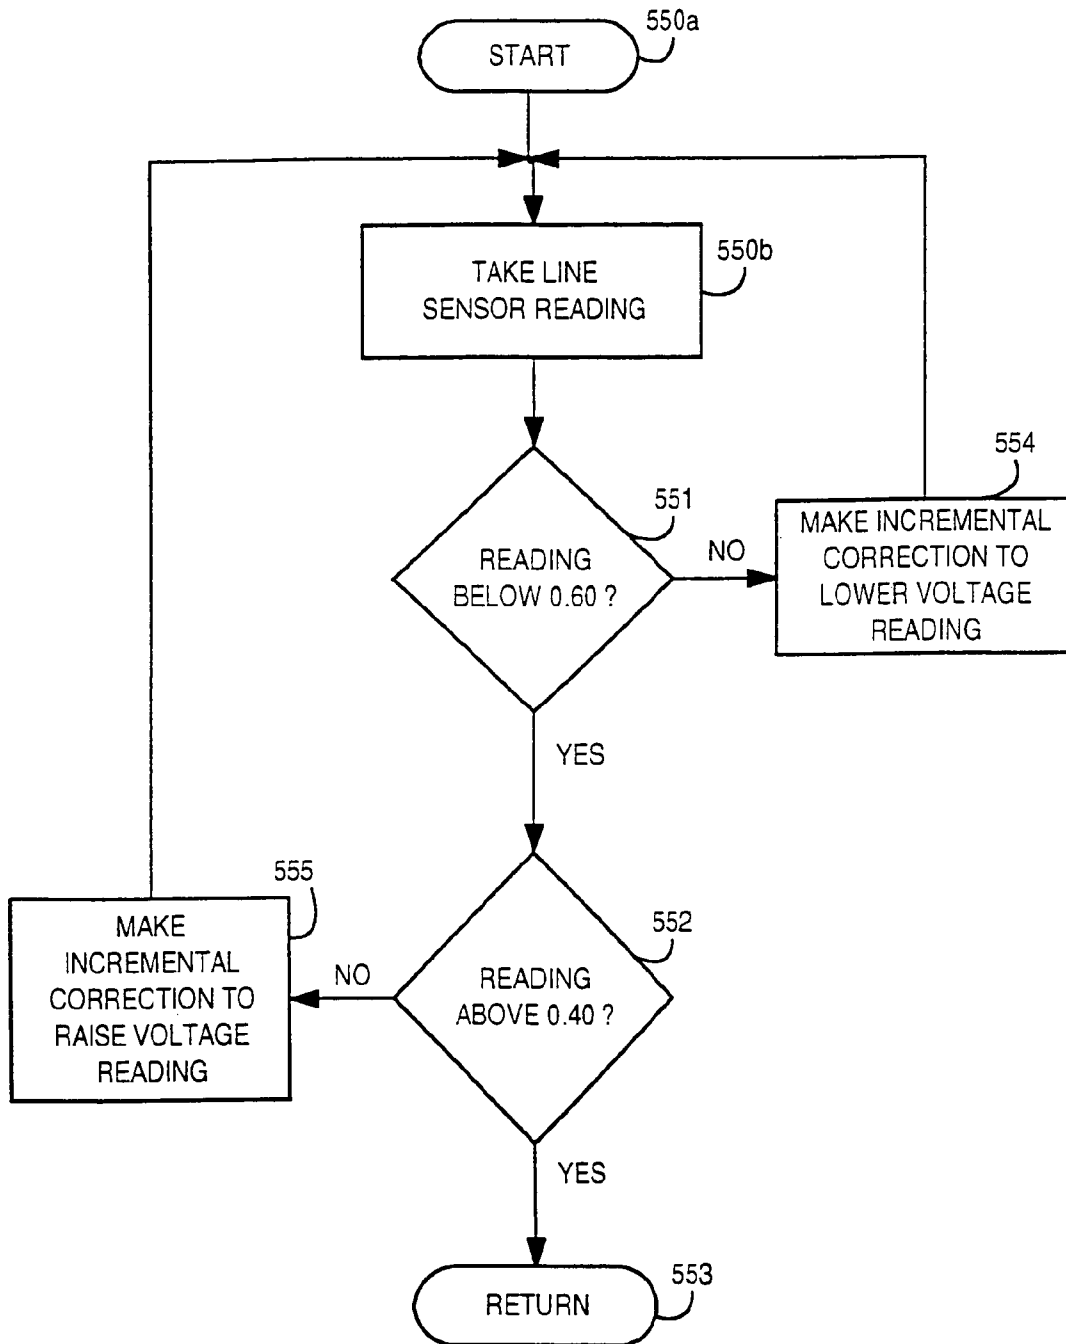 550a
START
550b
TAKE LINE
SENSOR READING
554
551
MAKE INCREMENTAL
CORRECTION TO
LOWER VOLTAGE
READING
NO
READING
BELOW 0.60 ?
YES
555
552
MAKE
INCREMENTAL
CORRECTION TO
RAISE VOLTAGE
READING
NO
READING
ABOVE 0.40 ?
YES
553
RETURN